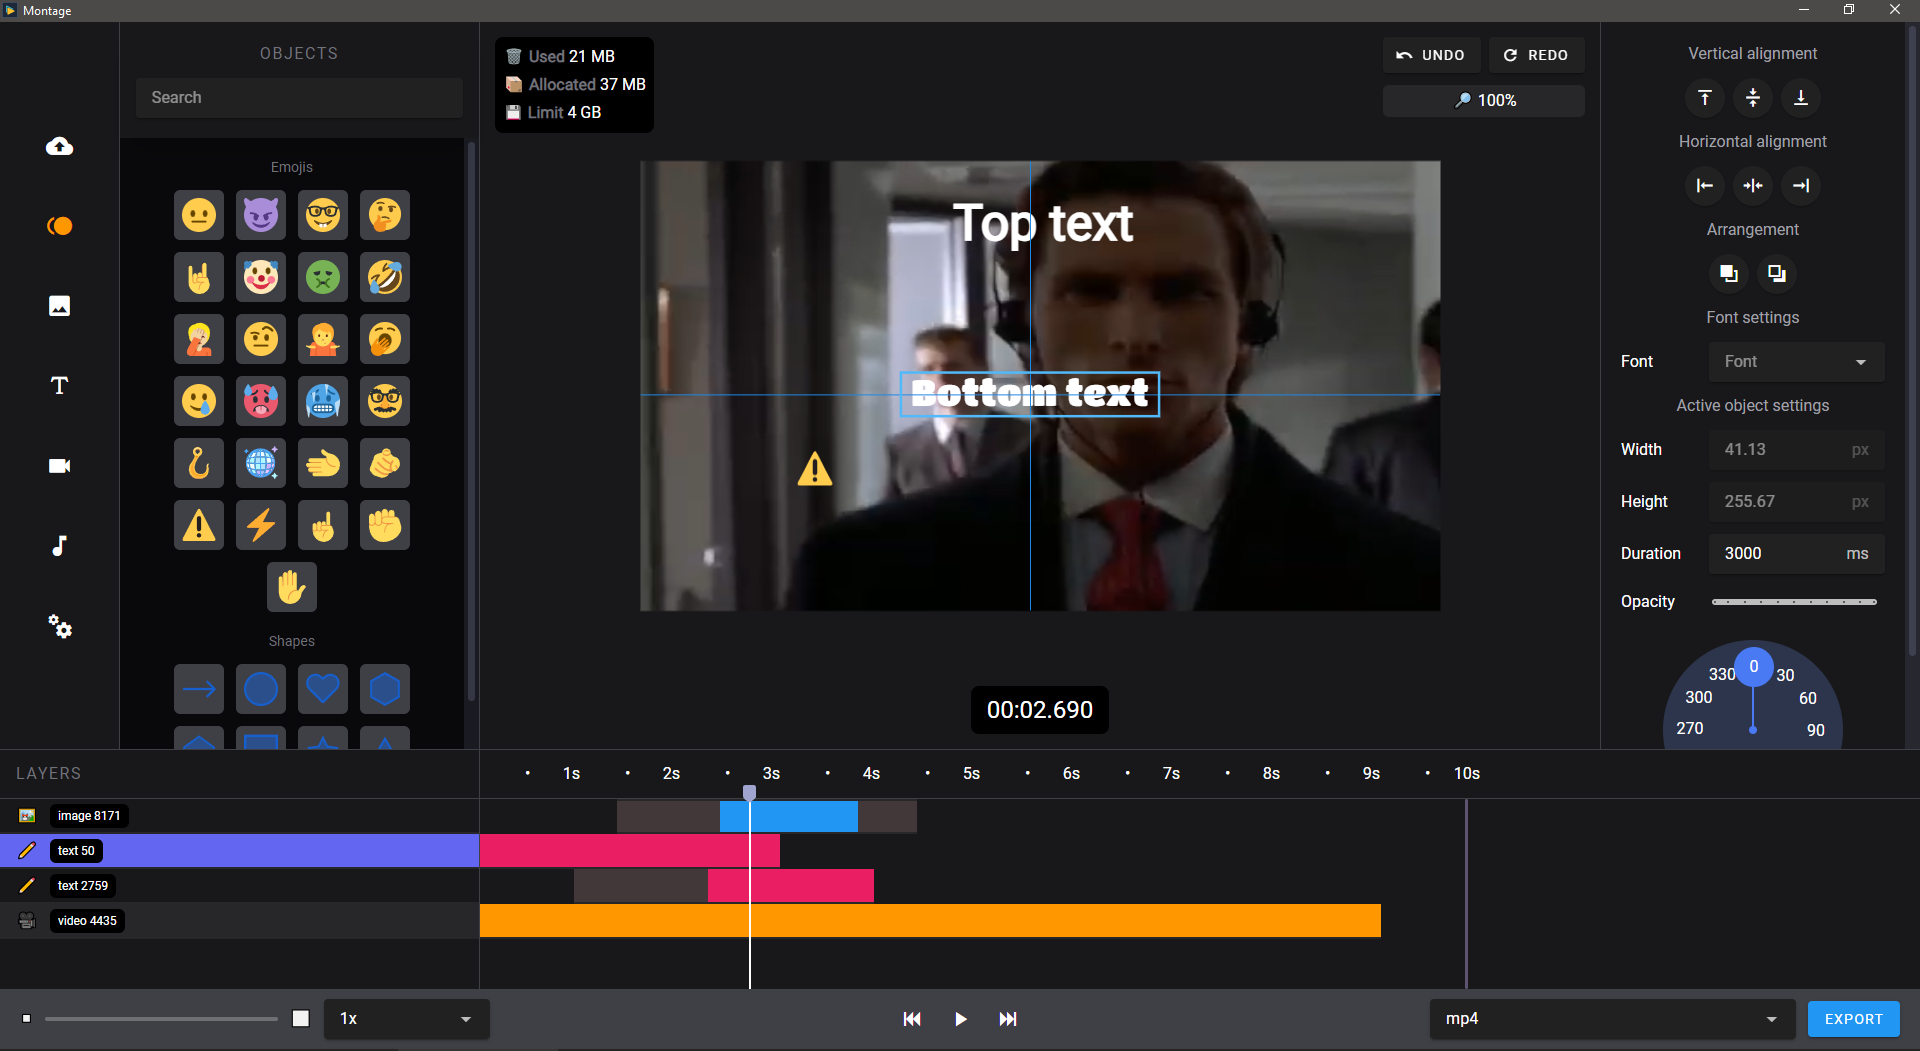 Montage
OBJECTS
Search
Emojis
Shapes
Used 21 MB
Allocated 37 MB
Limit 4 GB
UNDO
REDO
100%
Top text
Bottom text
00:02.690
Vertical alignment
Horizontal alignment
Arrangement
Font settings
Font
Font
Active object settings
Width
41.13
px
Height
255.67
px
Duration
3000
ms
Opacity
330
0
30
300
60
270
90
LAYERS
1s
2s
3s
4s
5s
6s
7s
8s
9s
10s
image 8171
text 50
text 2759
video 4435
1x
mp4
EXPORT